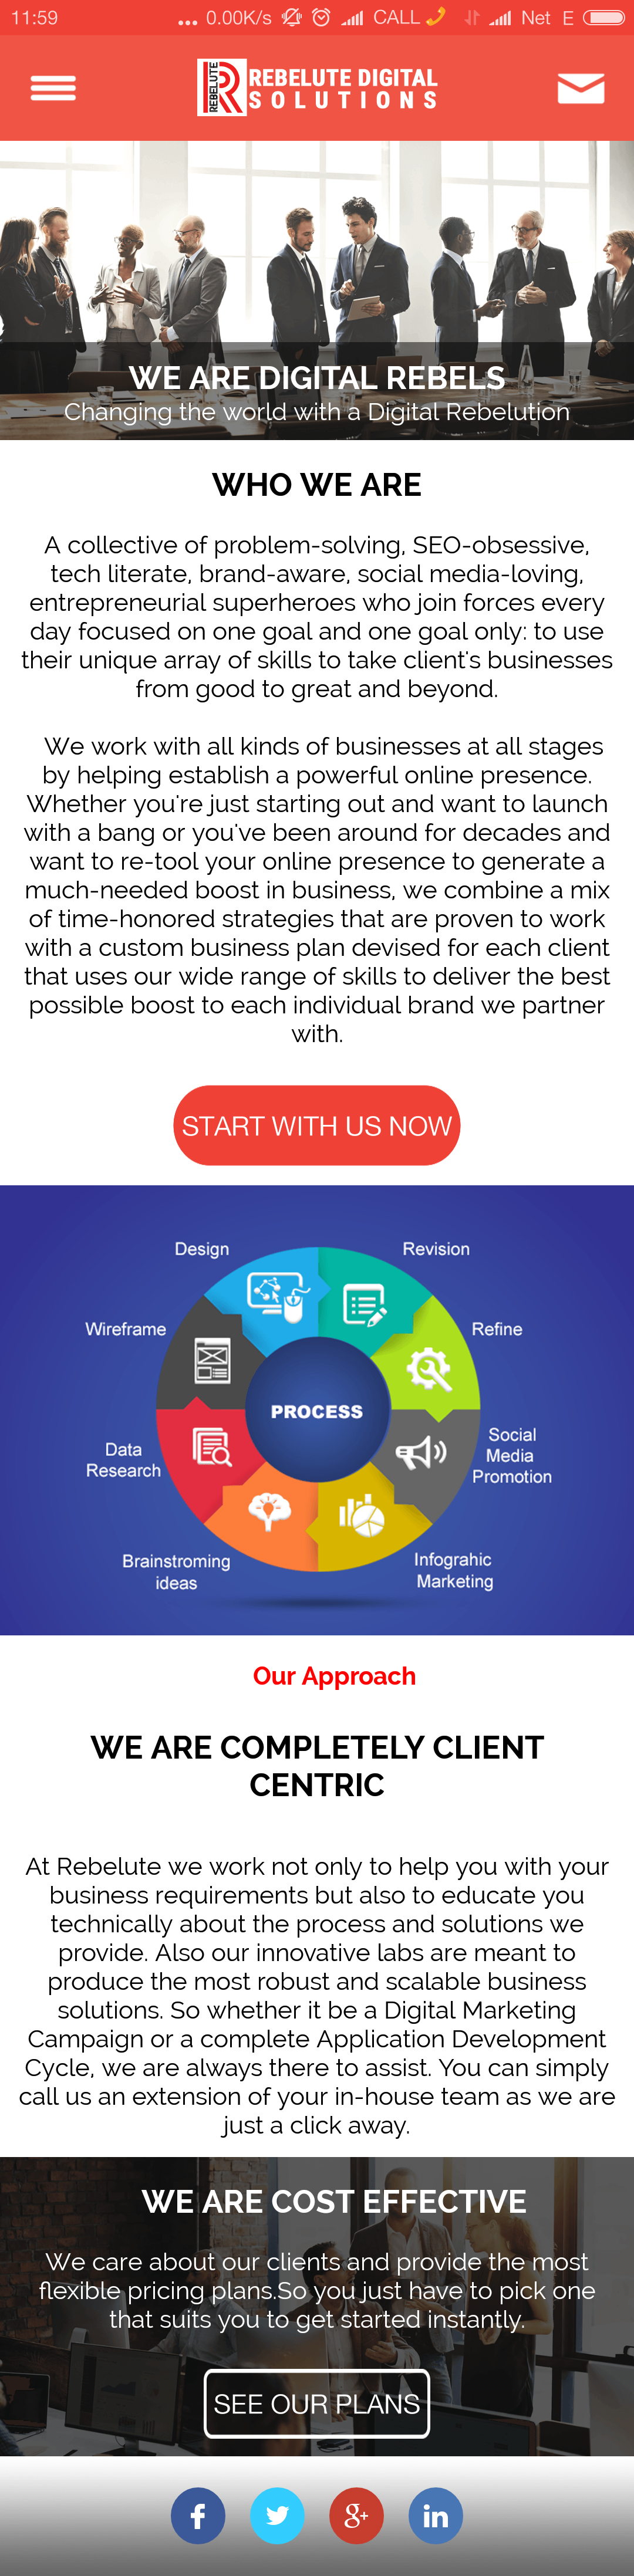 11:59
... 0.00K/s CALL Net E
REBELUTE
R
REBELUTE DIGITAL
SOLUTIONS
WE ARE DIGITAL REBELS
Changing the world with a Digital Rebelution
WHO WE ARE
A collective of problem-solving, SEO-obsessive,
tech literate, brand-aware, social media-loving,
entrepreneurial superheroes who join forces every
day focused on one goal and one goal only: to use
their unique array of skills to take client's businesses
from good to great and beyond.
We work with all kinds of businesses at all stages
by helping establish a powerful online presence.
Whether you're just starting out and want to launch
with a bang or you've been around for decades and
want to re-tool your online presence to generate a
much-needed boost in business, we combine a mix
of time-honored strategies that are proven to work
with a custom business plan devised for each client
that uses our wide range of skills to deliver the best
possible boost to each individual brand we partner
with.
START WITH US NOW
Design
Revision
Wireframe
Refine
PROCESS
Data
Research
Social
Media
Promotion
Brainstroming
ideas
Infograhic
Marketing
Our Approach
WE ARE COMPLETELY CLIENT
CENTRIC
At Rebelute we work not only to help you with your
business requirements but also to educate you
technically about the process and solutions we
provide. Also our innovative labs are meant to
produce the most robust and scalable business
solutions. So whether it be a Digital Marketing
Campaign or a complete Application Development
Cycle, we are always there to assist. You can simply
call us an extension of your in-house team as we are
just a click away.
WE ARE COST EFFECTIVE
We care about our clients and provide the most
flexible pricing plans.So you just have to pick one
that suits you to get started instantly.
SEE OUR PLANS
f g+ in